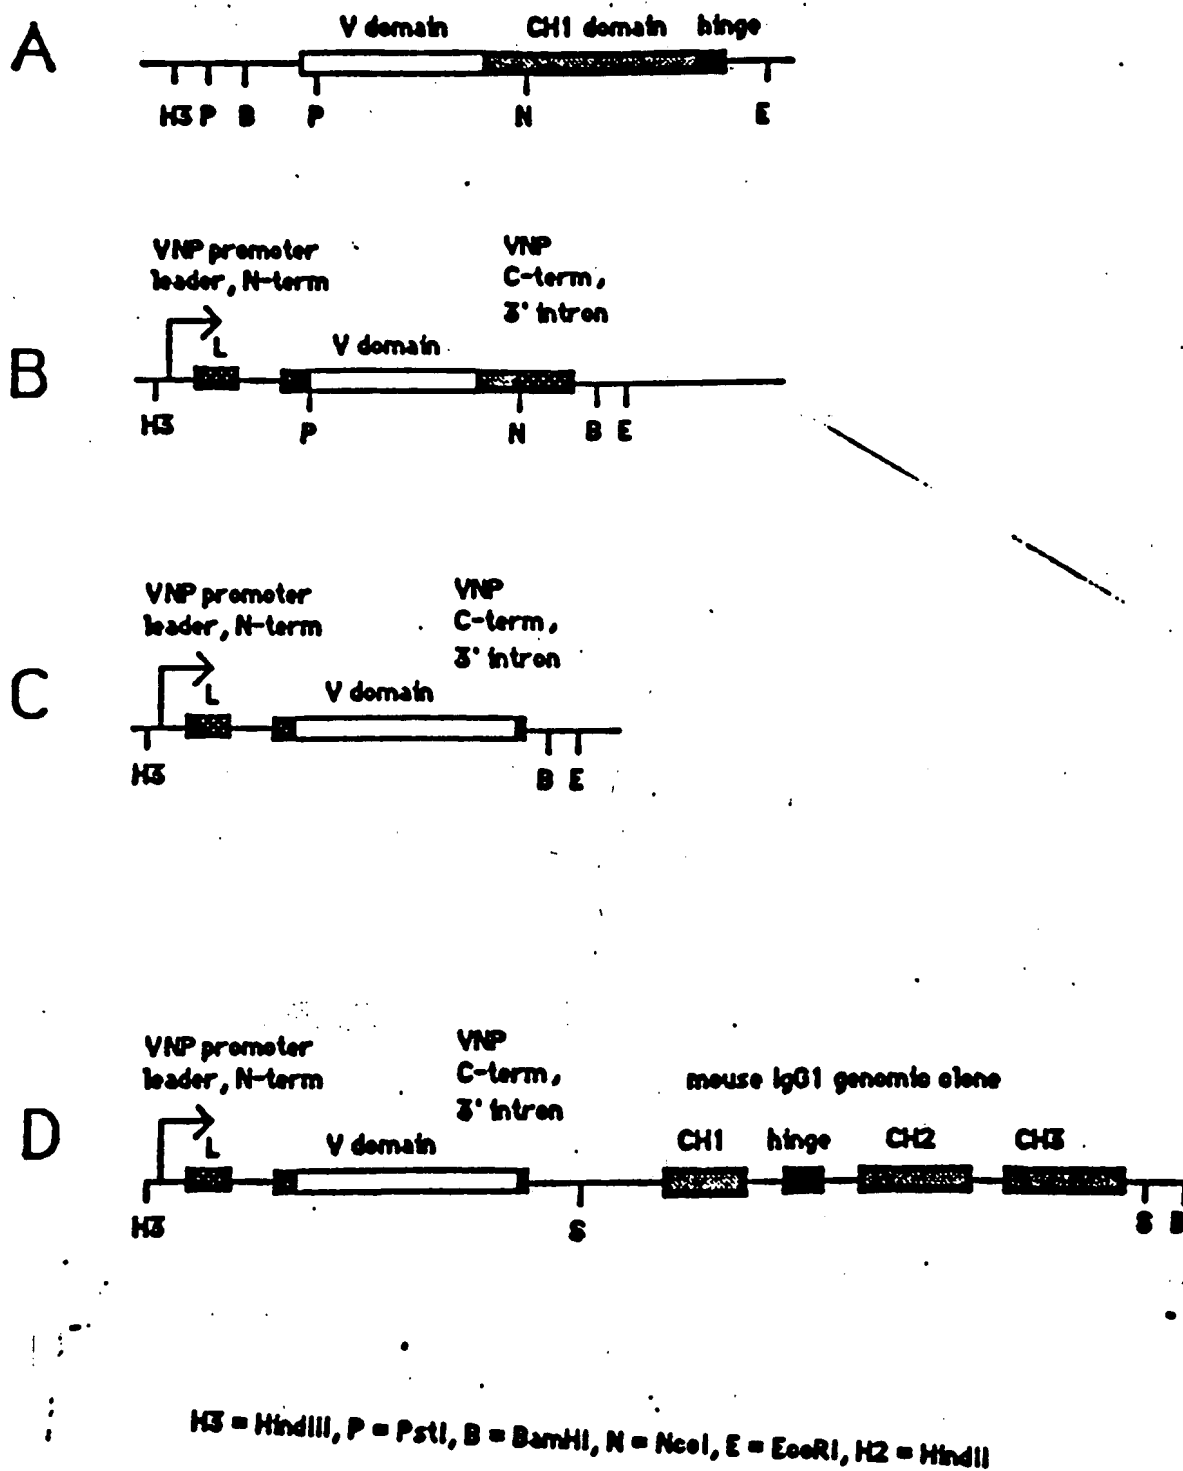 A
V domain CH1 domain hinge
H3 P B P N E
B
VNP promoter
leader, N-term
VNP
C-term,
3' intron
L
V domain
H3 P N B E
C
VNP promoter
leader, N-term
VNP
C-term,
3' intron
L
V domain
H3 B E
D
VNP promoter
leader, N-term
VNP
C-term,
3' intron
mouse IgG1 genomic clone
L
V domain
CH1 hinge CH2 CH3
H3 S S B
H3 = HindIII, P = PstI, B = BamHI, N = NcoI, E = EcoRI, H2 = HindII